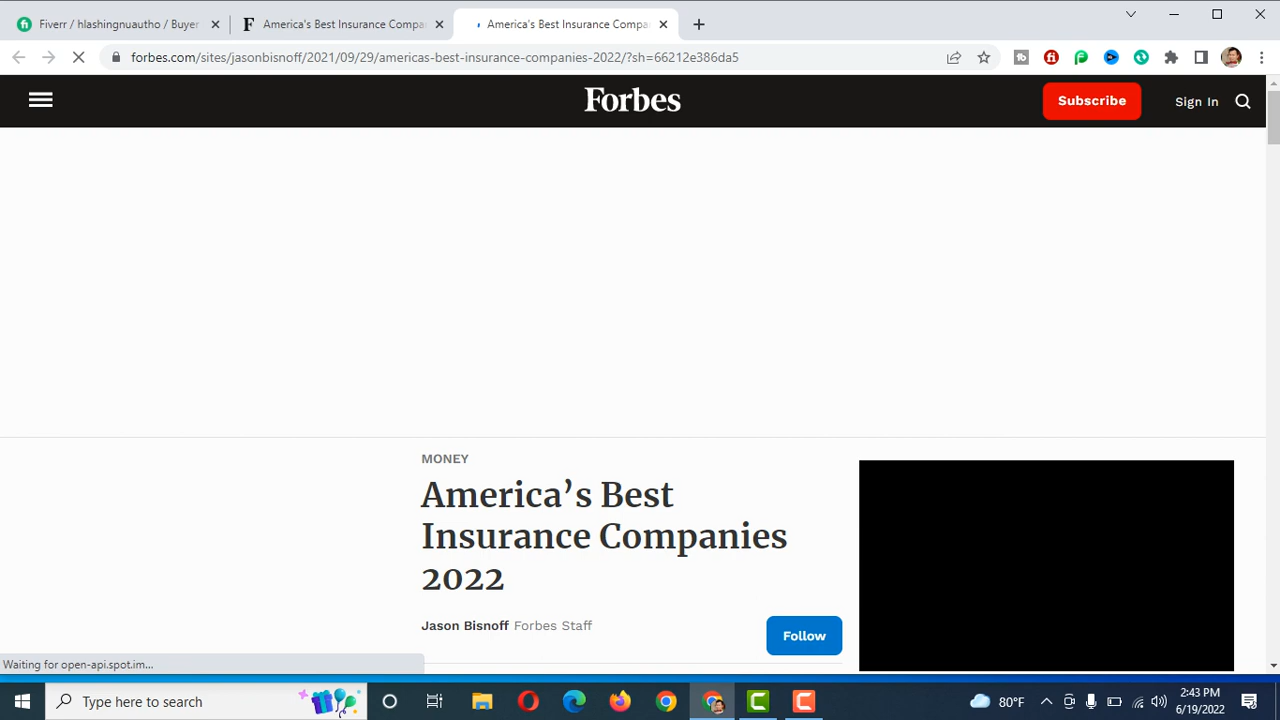 Fiverr / hlashingnuautho / Buyer
America's Best Insurance Compa
America's Best Insurance Compa
forbes.com/sites/jasonbisnoff/2021/09/29/americas-best-insurance-companies-2022/?sh=66212e386da5
Forbes
Subscribe
Sign In
MONEY
America's Best
Insurance Companies
2022
Jason Bisnoff Forbes Staff
Follow
Waiting for open-api.spot.im...
Type here to search
80°F
2:43 PM
6/19/2022